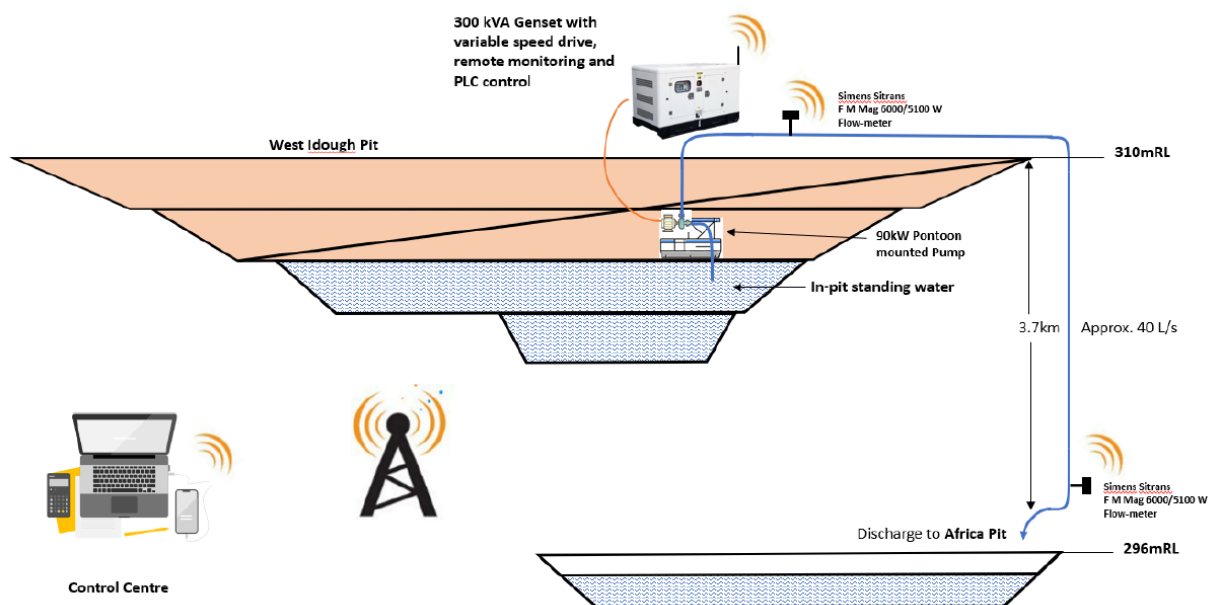 300 kVA Genset with
variable speed drive,
remote monitoring and
PLC control
Simens Sitrans
F M Mag 6000/5100 W
Flow-meter
West Idough Pit
310mRL
90kW Pontoon
mounted Pump
In-pit standing water
3.7km
Approx. 40 L/s
Simens Sitrans
F M Mag 6000/5100 W
Flow-meter
Discharge to Africa Pit
296mRL
Control Centre